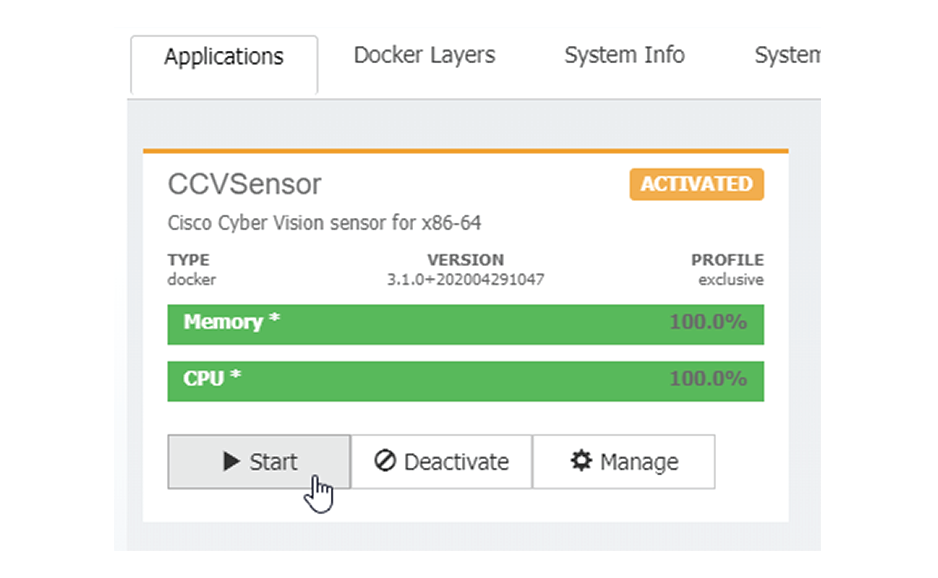 Applications Docker Layers System Info System
CCVSensor ACTIVATED
Cisco Cyber Vision sensor for x86-64
TYPE VERSION PROFILE
docker 3.1.0+202004291047 exclusive
Memory * 100.0%
CPU * 100.0%
Start Deactivate Manage